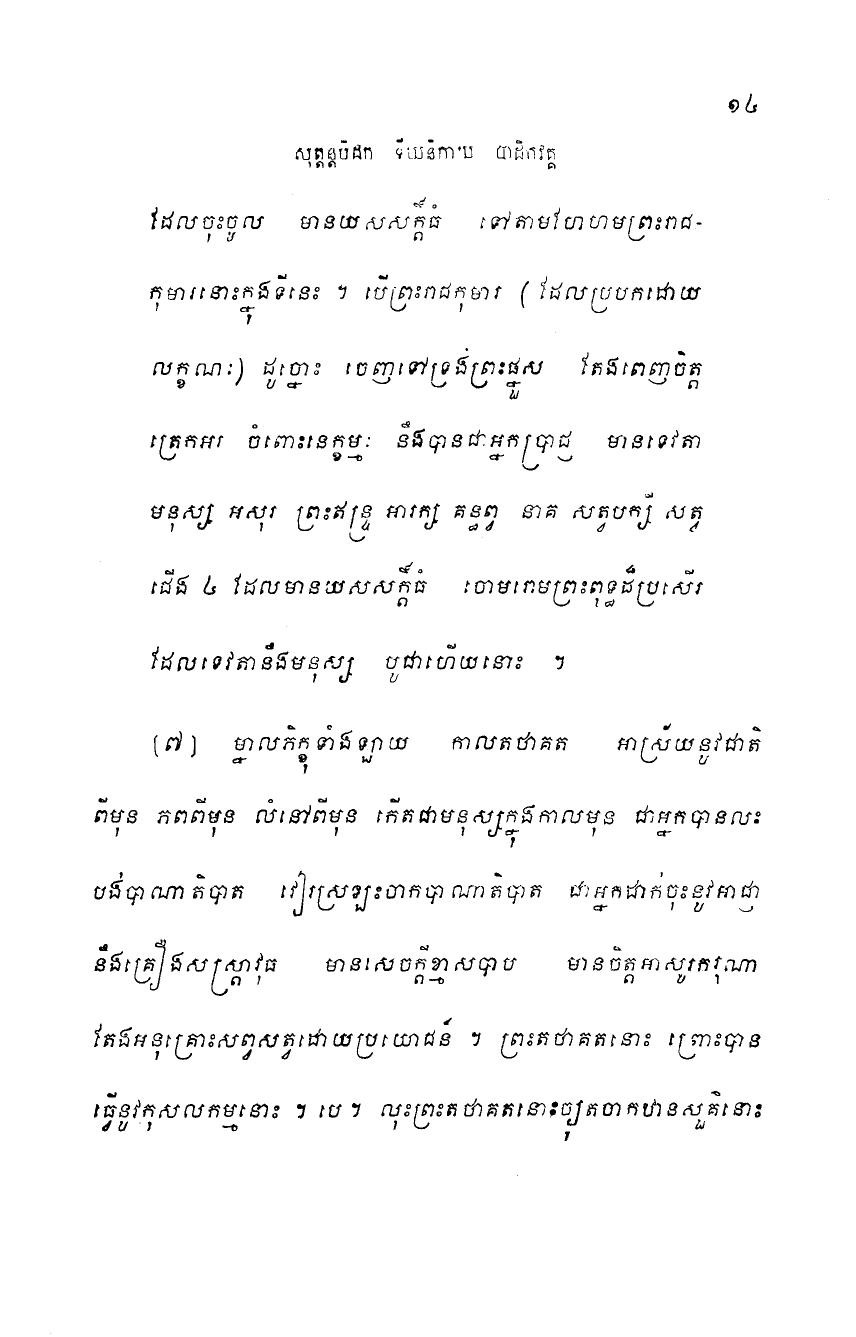 ១៤
សុត្តន្តបិដក ទីឃនិកាយ បាដិកវគ្គ
ដែលចុះចូល មានយសសក្ដិ៍ធំ ទៅតាមហែហមព្រះរាជ-
កុមារនោះក្នុងទីនេះ ។ បើព្រះរាជកុមារ (ដែលប្របកដោយ
លក្ខណៈ) ដូច្នោះ ចេញទៅទ្រង់ព្រះផ្នួស តែងពេញចិត្ត
ត្រេកអរ ចំពោះនេក្ខម្មៈ នឹងបានជាអ្នកប្រាជ្ញ មានទេវតា
មនុស្ស អសុរ ព្រះឥន្ទ្រ អារក្ស គន្ធព្វ នាគ សត្វបក្សី សត្វ
ជើង ៤ ដែលមានយសសក្ដិ៍ធំ ចោមរោមព្រះពុទ្ធដ៏ប្រសើរ
ដែលទេវតានឹងមនុស្ស បូជាហើយនោះ ។
(៧) ម្នាលភិក្ខុទាំងឡាយ កាលតថាគត អាស្រ័យនូវជាតិ
ពីមុន ភពពីមុន លំនៅពីមុន កើតជាមនុស្សក្នុងកាលមុន ជាអ្នកបានលះ
បង់បាណាតិបាត វៀរស្រឡះចាកបាណាតិបាត ជាអ្នកដាក់ចុះនូវអាជ្ញា
នឹងគ្រឿងសស្ត្រាវុធ មានសេចក្ដីខ្មាសបាប មានចិត្តអាសូរករុណា
តែងអនុគ្រោះសព្វសត្វដោយប្រយោជន៍ ។ ព្រះតថាគតនោះ ព្រោះបាន
ធ្វើនូវកុសលកម្មនោះ ។ បេ ។ លុះព្រះតថាគតនោះច្យុតចាកឋានសួគ៌នោះ